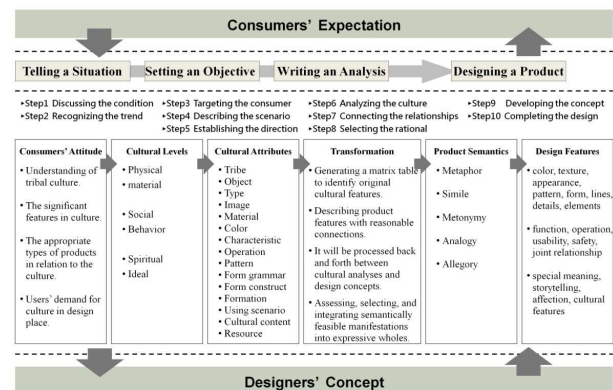 Consumers' Expectation
Telling a Situation
Setting an Objective
Writing an Analysis
Designing a Product
▸Step1 Discussing the condition
▸Step2 Recognizing the trend
▸Step3 Targeting the consumer
▸Step4 Describing the scenario
▸Step5 Establishing the direction
▸Step6 Analyzing the culture
▸Step7 Connecting the relationships
▸Step8 Selecting the rational
▸Step9 Developing the concept
▸Step10 Completing the design
Consumers' Attitude
• Understanding of
tribal culture.
• The significant
features in culture.
• The appropriate
types of products
in relation to the
culture.
• Users' demand for
culture in design
place.
Cultural Levels
• Physical
• material
• Social
• Behavior
• Spiritual
• Ideal
Cultural Attributes
• Tribe
• Object
• Type
• Image
• Material
• Color
• Characteristic
• Operation
• Pattern
• Form grammar
• Form construct
• Formation
• Using scenario
• Cultural content
• Resource
Transformation
• Generating a matrix table
to identify original
cultural features.
• Describing product
features with reasonable
connections.
• It will be processed back
and forth between
cultural analyses and
design concepts.
• Assessing, selecting, and
integrating semantically
feasible manifestations
into expressive wholes.
Product Semantics
• Metaphor
• Simile
• Metonymy
• Analogy
• Allegory
Design Features
• color, texture,
appearance,
pattern, form, lines,
details, elements
• function, operation,
usability, safety,
joint relationship
• special meaning,
storytelling,
affection, cultural
features
Designers' Concept